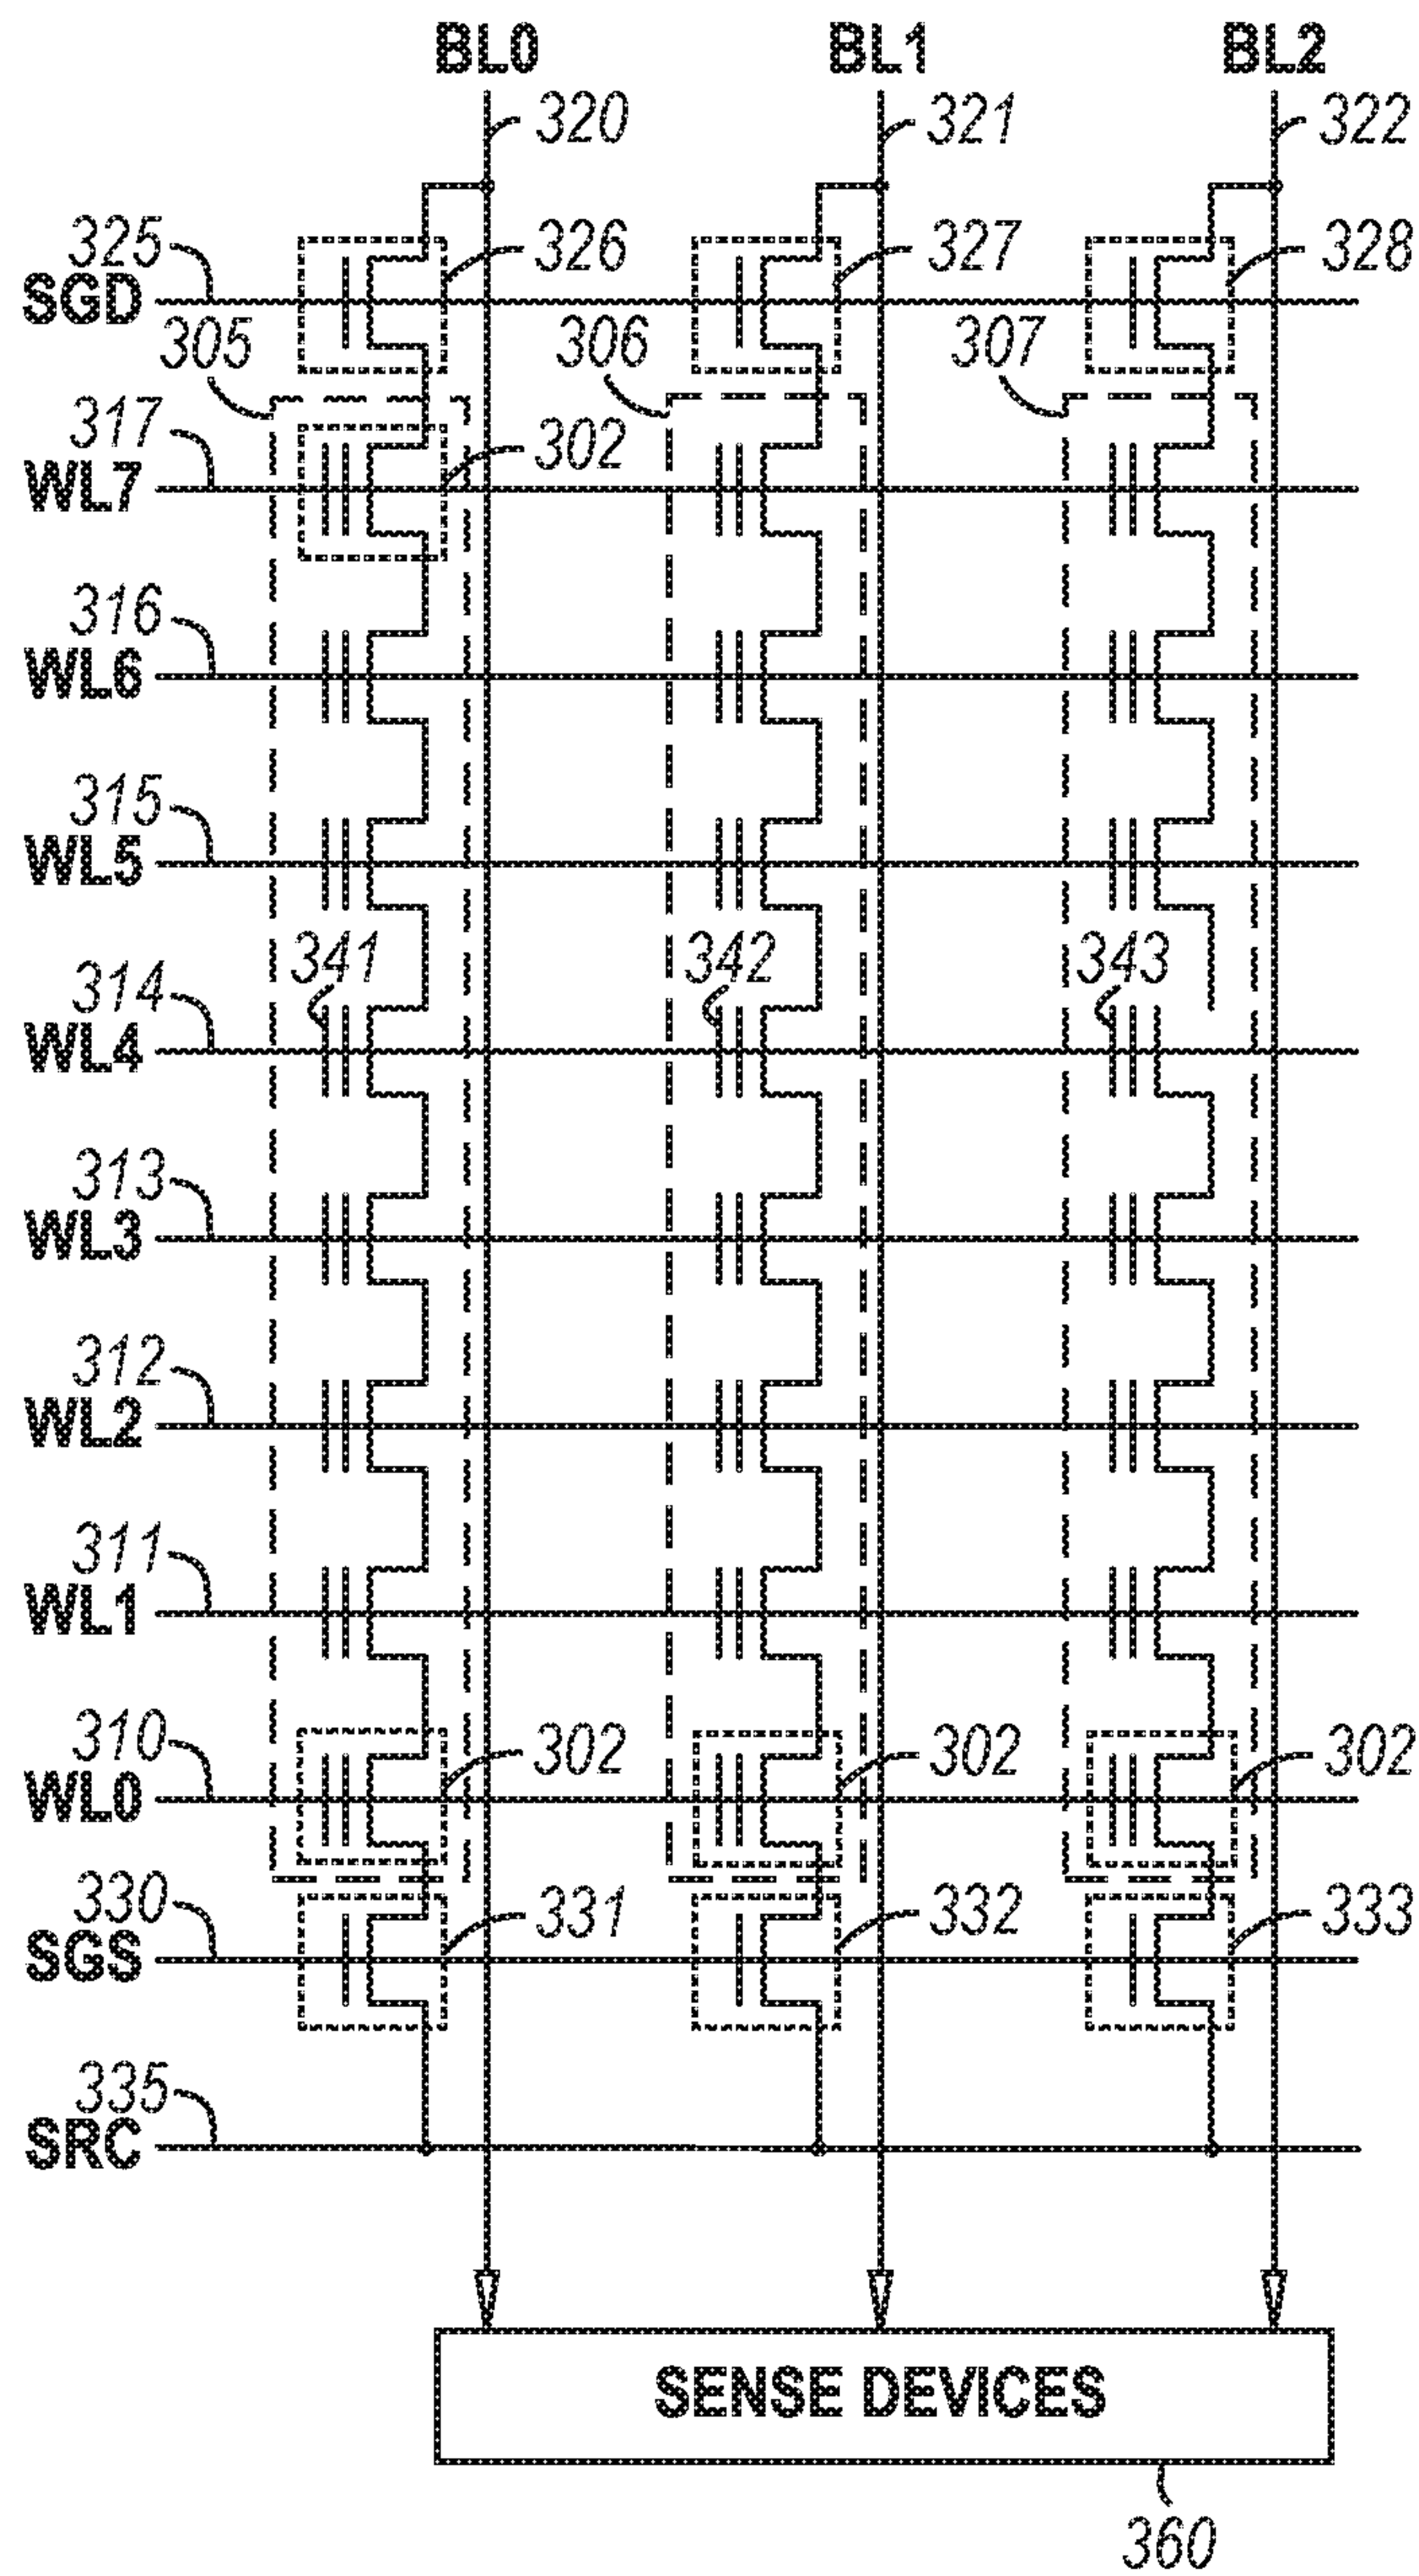 BL0 BL1 BL2
320 321 322
325 326 327 328
SGD
305 306 307
317 302
WL7
316
WL6
315
WL5
341 342 343
314
WL4
313
WL3
312
WL2
311
WL1
310 302 302 302
WL0
330 331 332 333
SGS
335
SRC
SENSE DEVICES
360